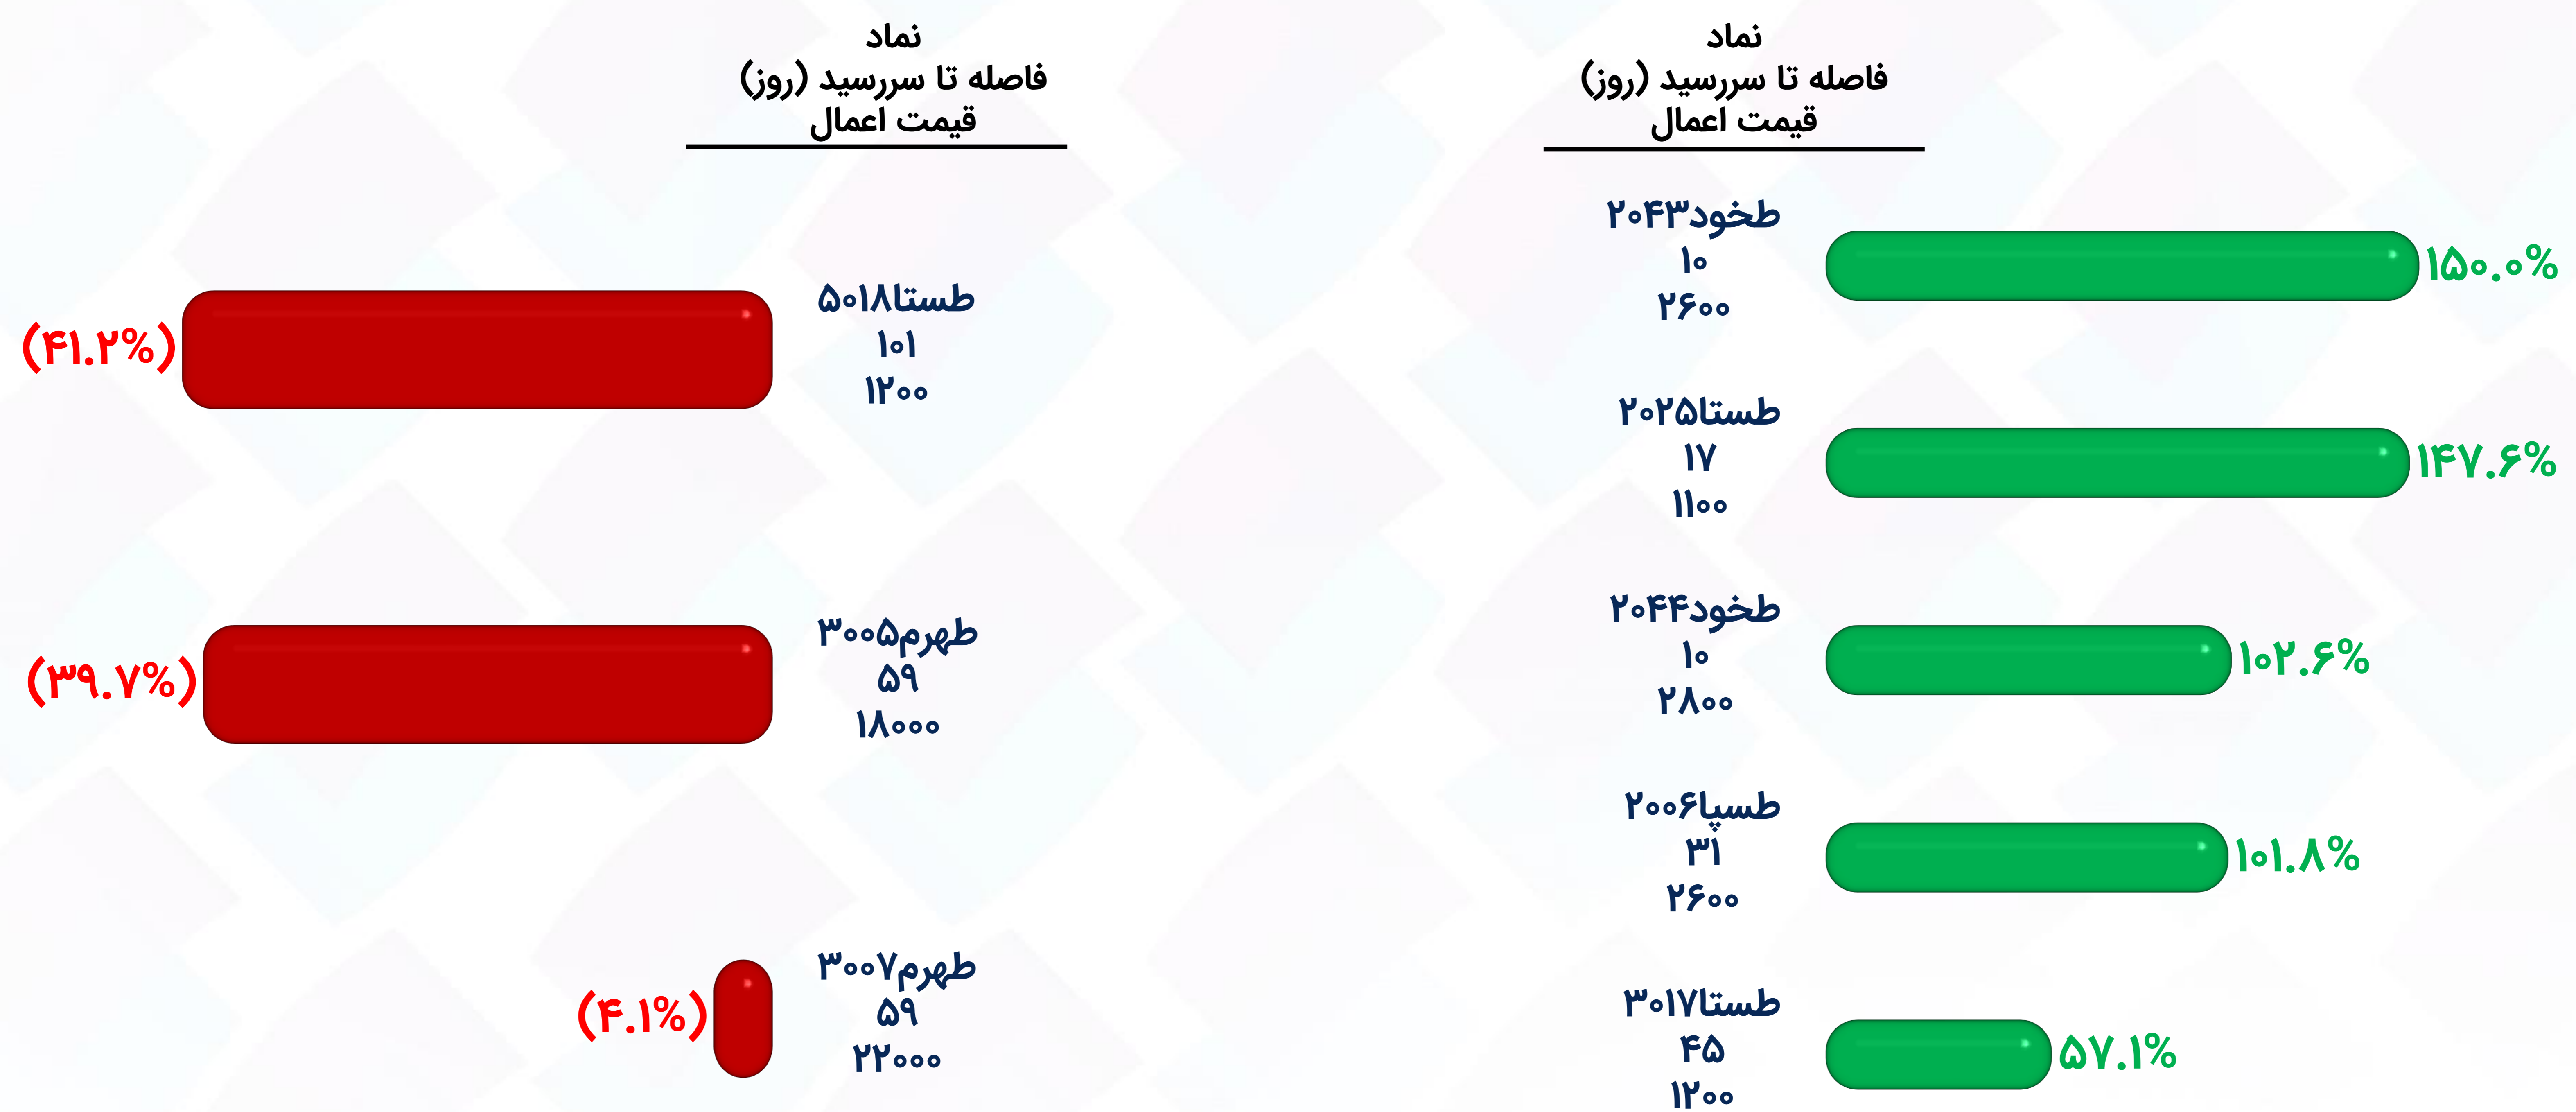 نماد
فاصله تا سررسید (روز)
قیمت اعمال
طخود۲۰۴۳
۱۰
۲۶۰۰
۱۵۰.۰%
طستا۲۰۲۵
۱۷
۱۱۰۰
۱۴۷.۶%
طخود۲۰۴۴
۱۰
۲۸۰۰
۱۰۲.۶%
طسپا۲۰۰۶
۳۱
۲۶۰۰
۱۰۱.۸%
طستا۳۰۱۷
۴۵
۱۲۰۰
۵۷.۱%
نماد
فاصله تا سررسید (روز)
قیمت اعمال
طستا۵۰۱۸
۱۰۱
۱۲۰۰
(۴۱.۲%)
طهرم۳۰۰۵
۵۹
۱۸۰۰۰
(۳۹.۷%)
طهرم۳۰۰۷
۵۹
۲۲۰۰۰
(۴.۱%)